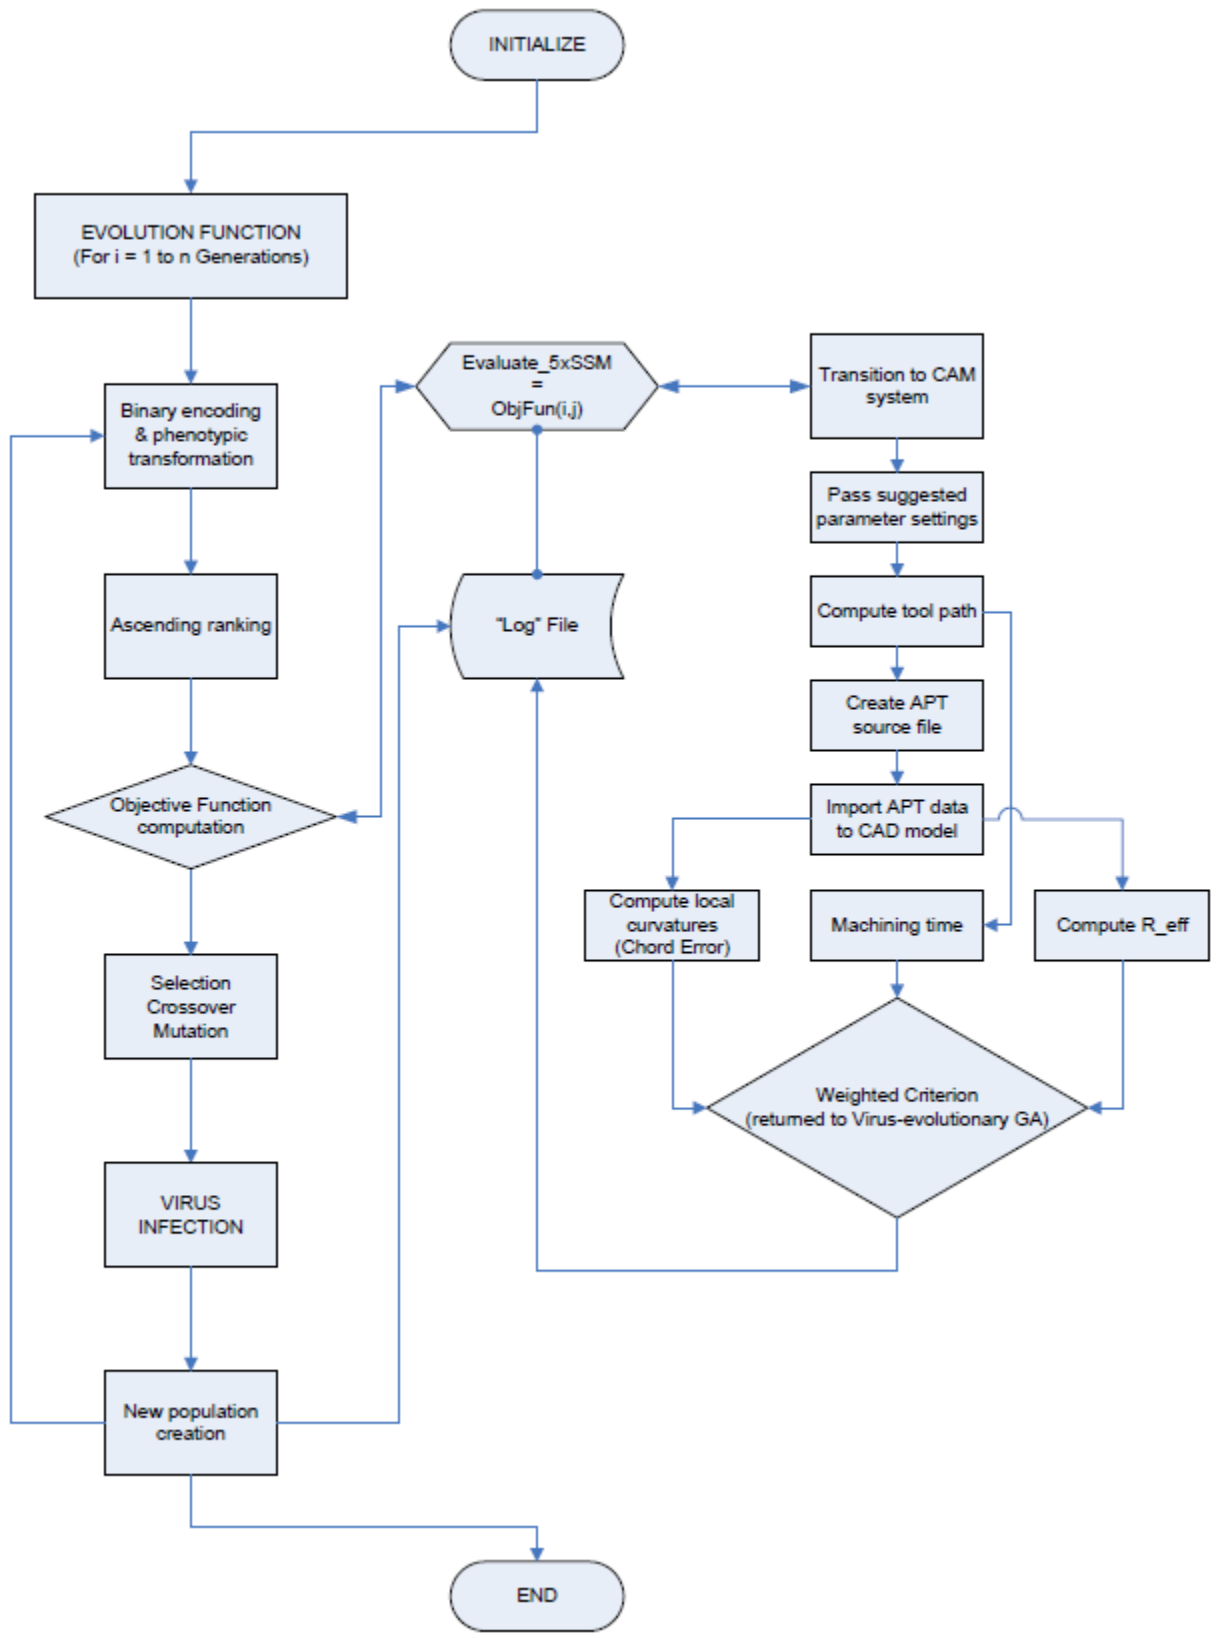 INITIALIZE
EVOLUTION FUNCTION
(For i = 1 to n Generations)
Binary encoding
& phenotypic
transformation
Ascending ranking
Objective Function
computation
Selection
Crossover
Mutation
VIRUS
INFECTION
New population
creation
Evaluate_5xSSM
=
ObjFun(i,j)
"Log" File
Transition to CAM
system
Pass suggested
parameter settings
Compute tool path
Create APT
source file
Import APT data
to CAD model
Compute local
curvatures
(Chord Error)
Machining time
Compute R_eff
Weighted Criterion
(returned to Virus-evolutionary GA)
END